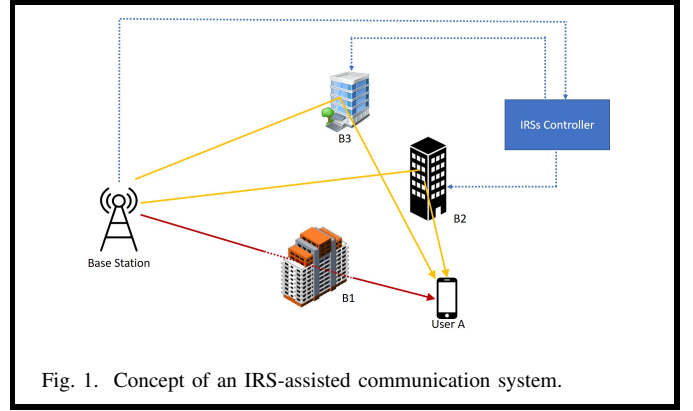 IRSs Controller
B3
B2
Base Station
B1
User A
Fig. 1. Concept of an IRS-assisted communication system.